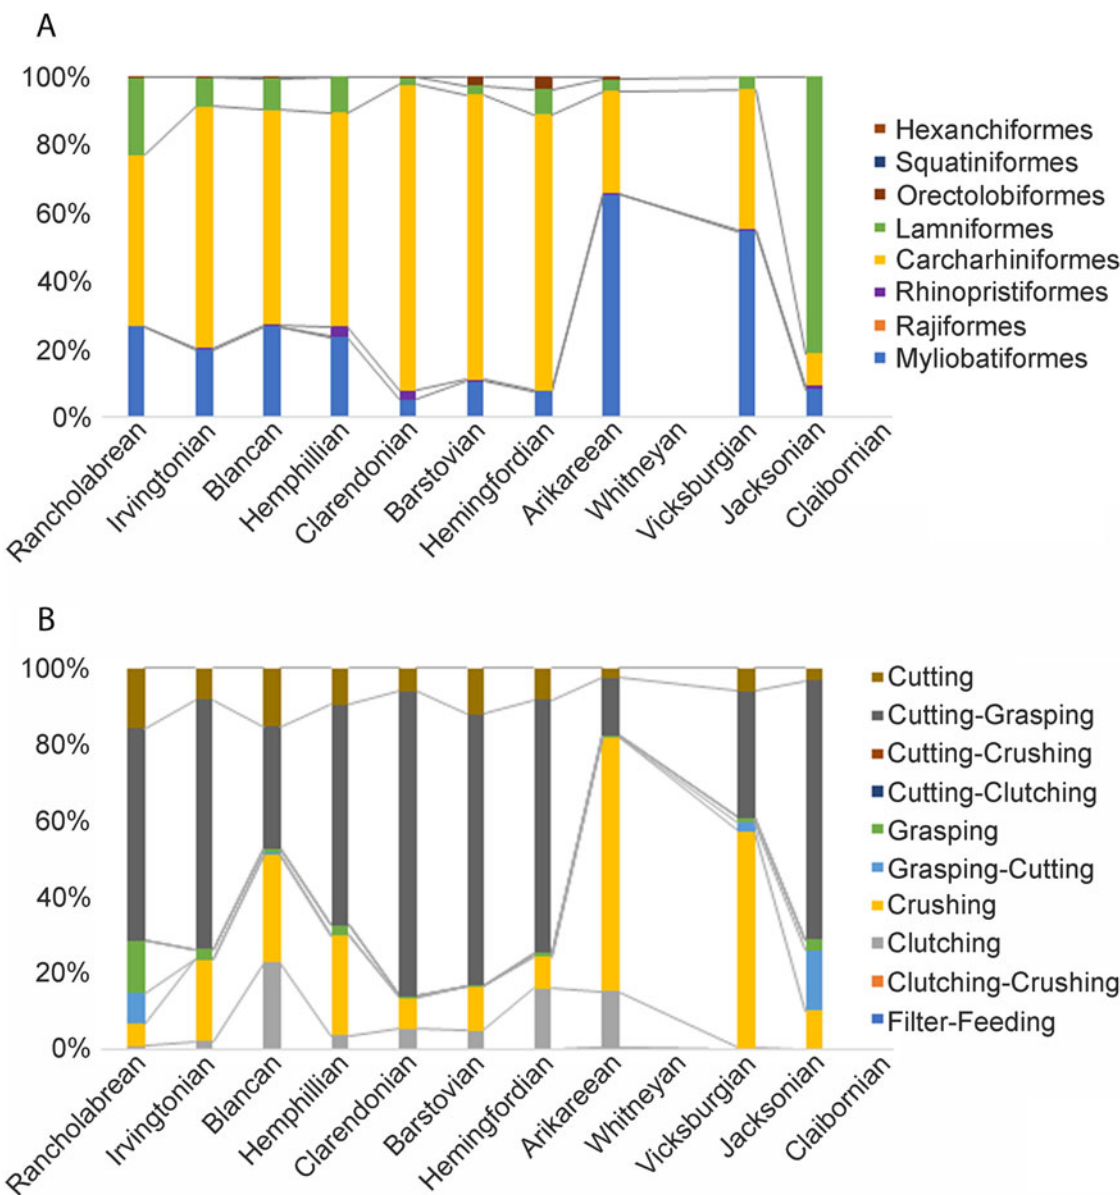 A
100%
80%
60%
40%
20%
0%
Rancholabrean
Irvingtonian
Blancan
Hemphillian
Clarendonian
Barstovian
Hemingfordian
Arikareean
Whitneyan
Vicksburgian
Jacksonian
Claibornian
Hexanchiformes
Squatiniformes
Orectolobiformes
Lamniformes
Carcharhiniformes
Rhinopristiformes
Rajiformes
Myliobatiformes
B
100%
80%
60%
40%
20%
0%
Rancholabrean
Irvingtonian
Blancan
Hemphillian
Clarendonian
Barstovian
Hemingfordian
Arikareean
Whitneyan
Vicksburgian
Jacksonian
Claibornian
Cutting
Cutting-Grasping
Cutting-Crushing
Cutting-Clutching
Grasping
Grasping-Cutting
Crushing
Clutching
Clutching-Crushing
Filter-Feeding